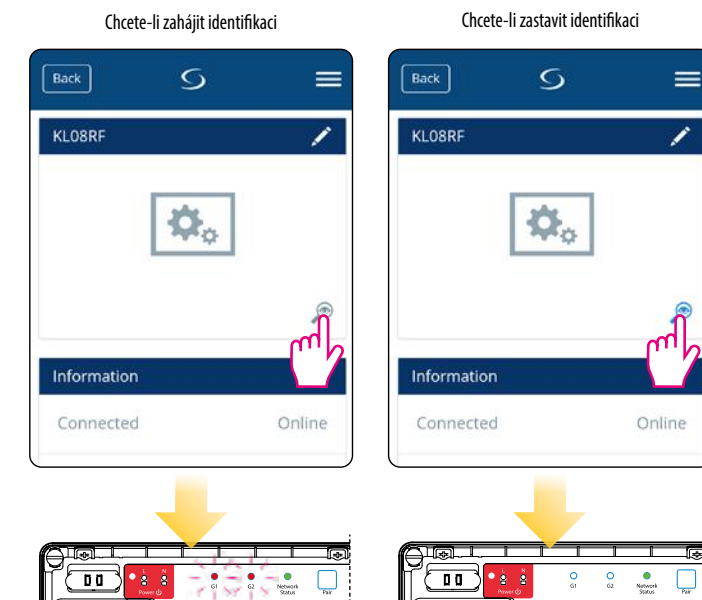 Chcete-li zahájit identifikaci
Back
KL08RF
Information
Connected Online
L N
Power
G1 G2 Network Status Pair
Chcete-li zastavit identifikaci
Back
KL08RF
Information
Connected Online
L N
Power
G1 G2 Network Status Pair